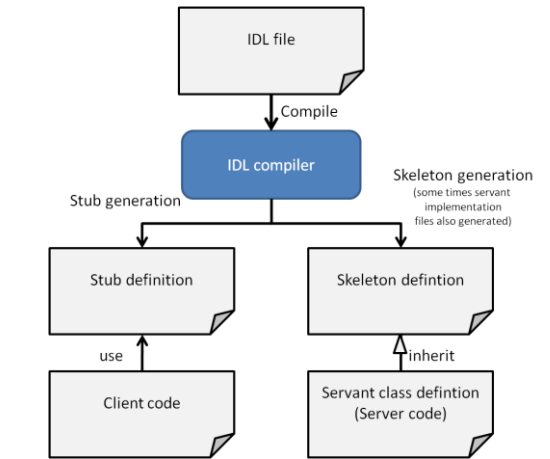 IDL file
Compile
IDL compiler
Stub generation
Skeleton generation
(some times servant
implementation
files also generated)
Stub definition
Skeleton defintion
use
inherit
Client code
Servant class defintion
(Server code)